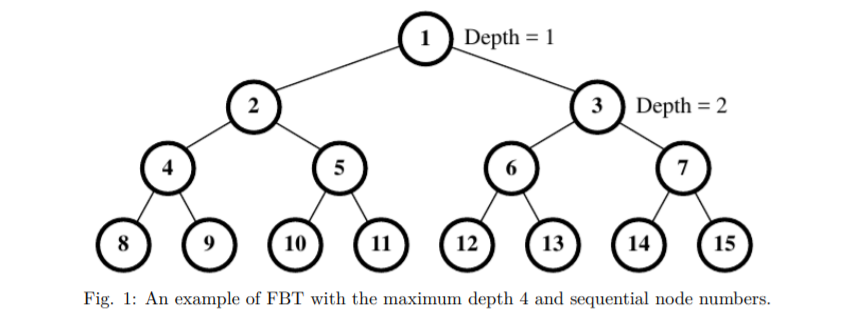 1 Depth = 1
2 3 Depth = 2
4 5 6 7
8 9 10 11 12 13 14 15
Fig. 1: An example of FBT with the maximum depth 4 and sequential node numbers.